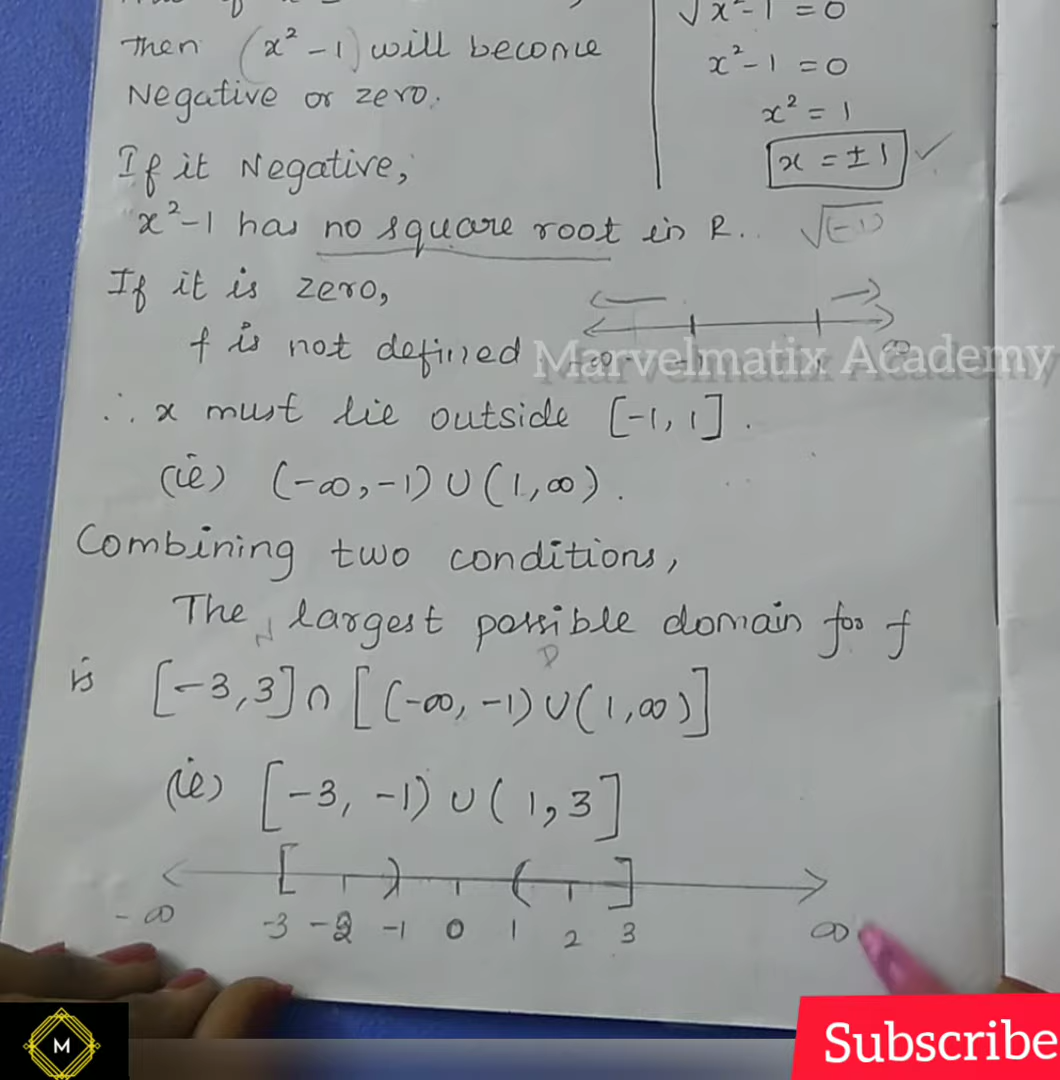 √x²-1 = 0
then (x² - 1) will become
Negative or zero.
x² - 1 = 0
x² = 1
x = ± 1 ✓
If it Negative,
x²-1 has no square root in R.. √(-1)
If it is zero,
f is not defined
-∞ -1 1 ∞
Marvelmatix Academy
∴ x must lie outside [-1, 1].
(ie) (-∞, -1) ∪ (1, ∞).
Combining two conditions,
The largest possible domain for f
N D
is [-3, 3] ∩ [(-∞, -1) ∪ (1, ∞)]
(ie) [-3, -1) ∪ (1, 3]
-∞ -3 -2 -1 0 1 2 3 ∞
M
Subscribe